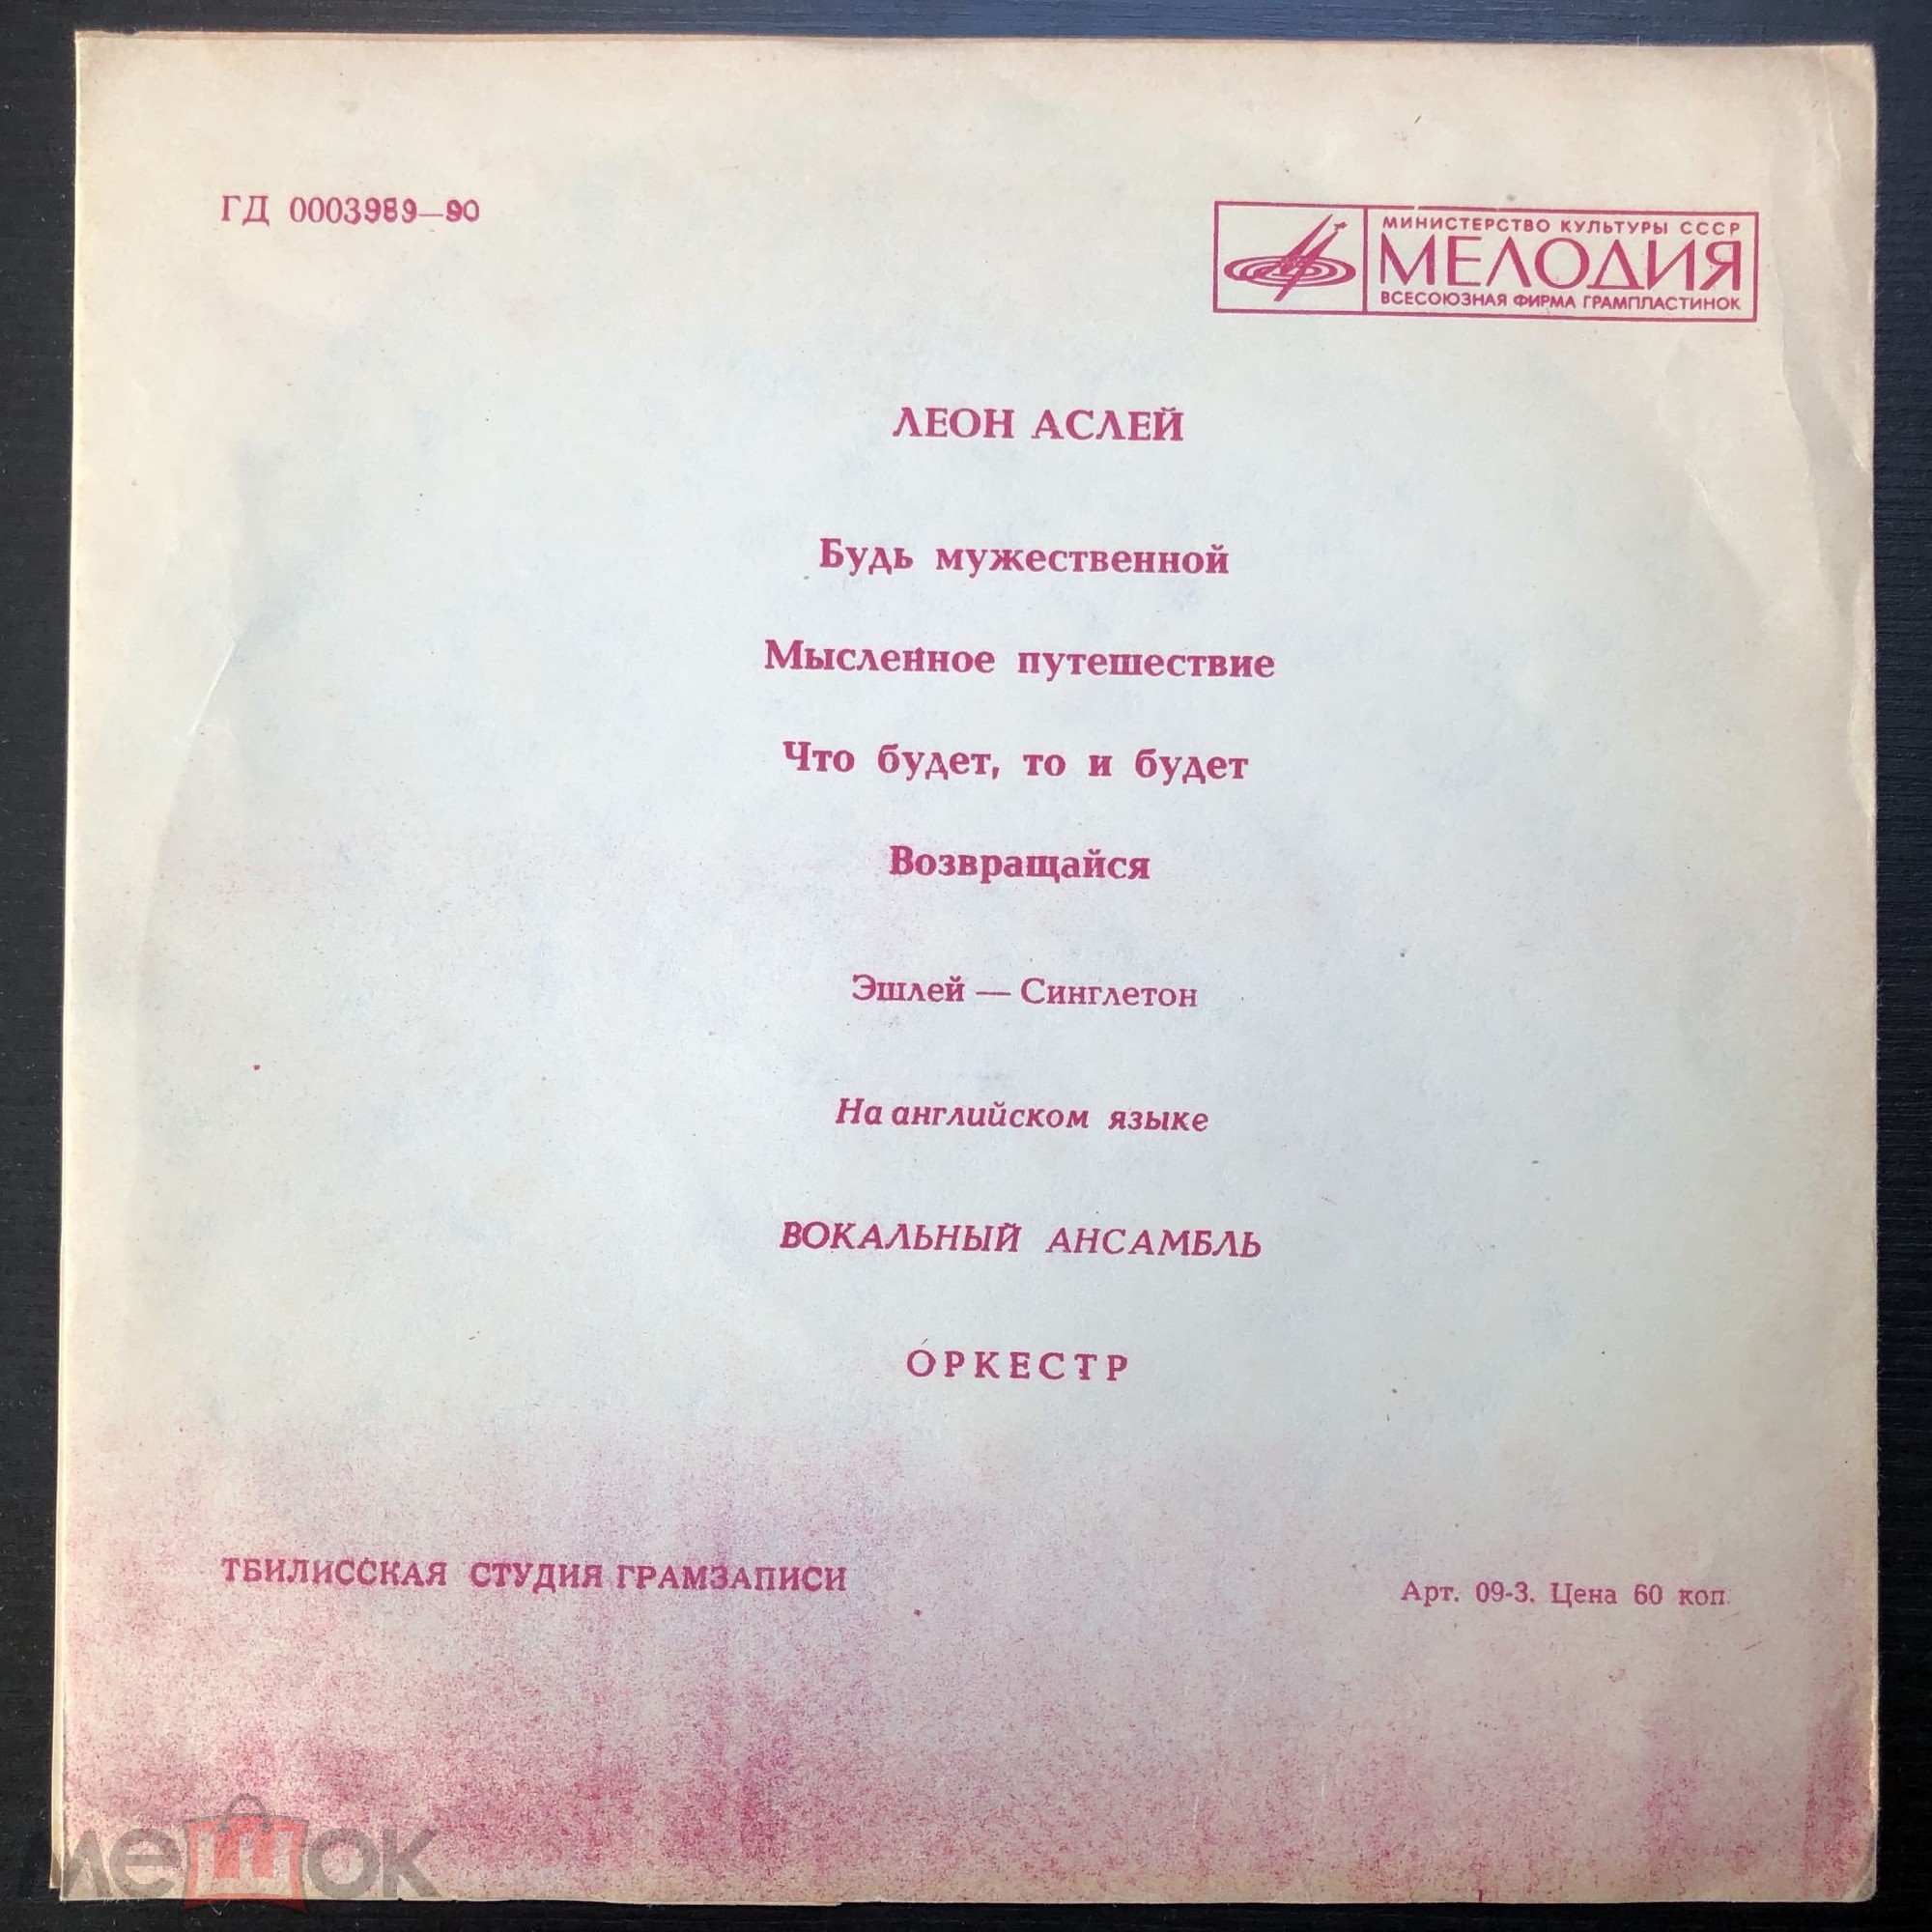 ГД 0003989—90
МИНИСТЕРСТВО КУЛЬТУРЫ СССР
МЕЛОДИЯ
ВСЕСОЮЗНАЯ ФИРМА ГРАМПЛАСТИНОК
ЛЕОН АСЛЕЙ
Будь мужественной
Мысленное путешествие
Что будет, то и будет
Возвращайся
Эшлей — Синглетон
На английском языке
ВОКАЛЬНЫЙ АНСАМБЛЬ
ОРКЕСТР
ТБИЛИССКАЯ СТУДИЯ ГРАМЗАПИСИ
Арт. 09-3. Цена 60 коп.
мешок